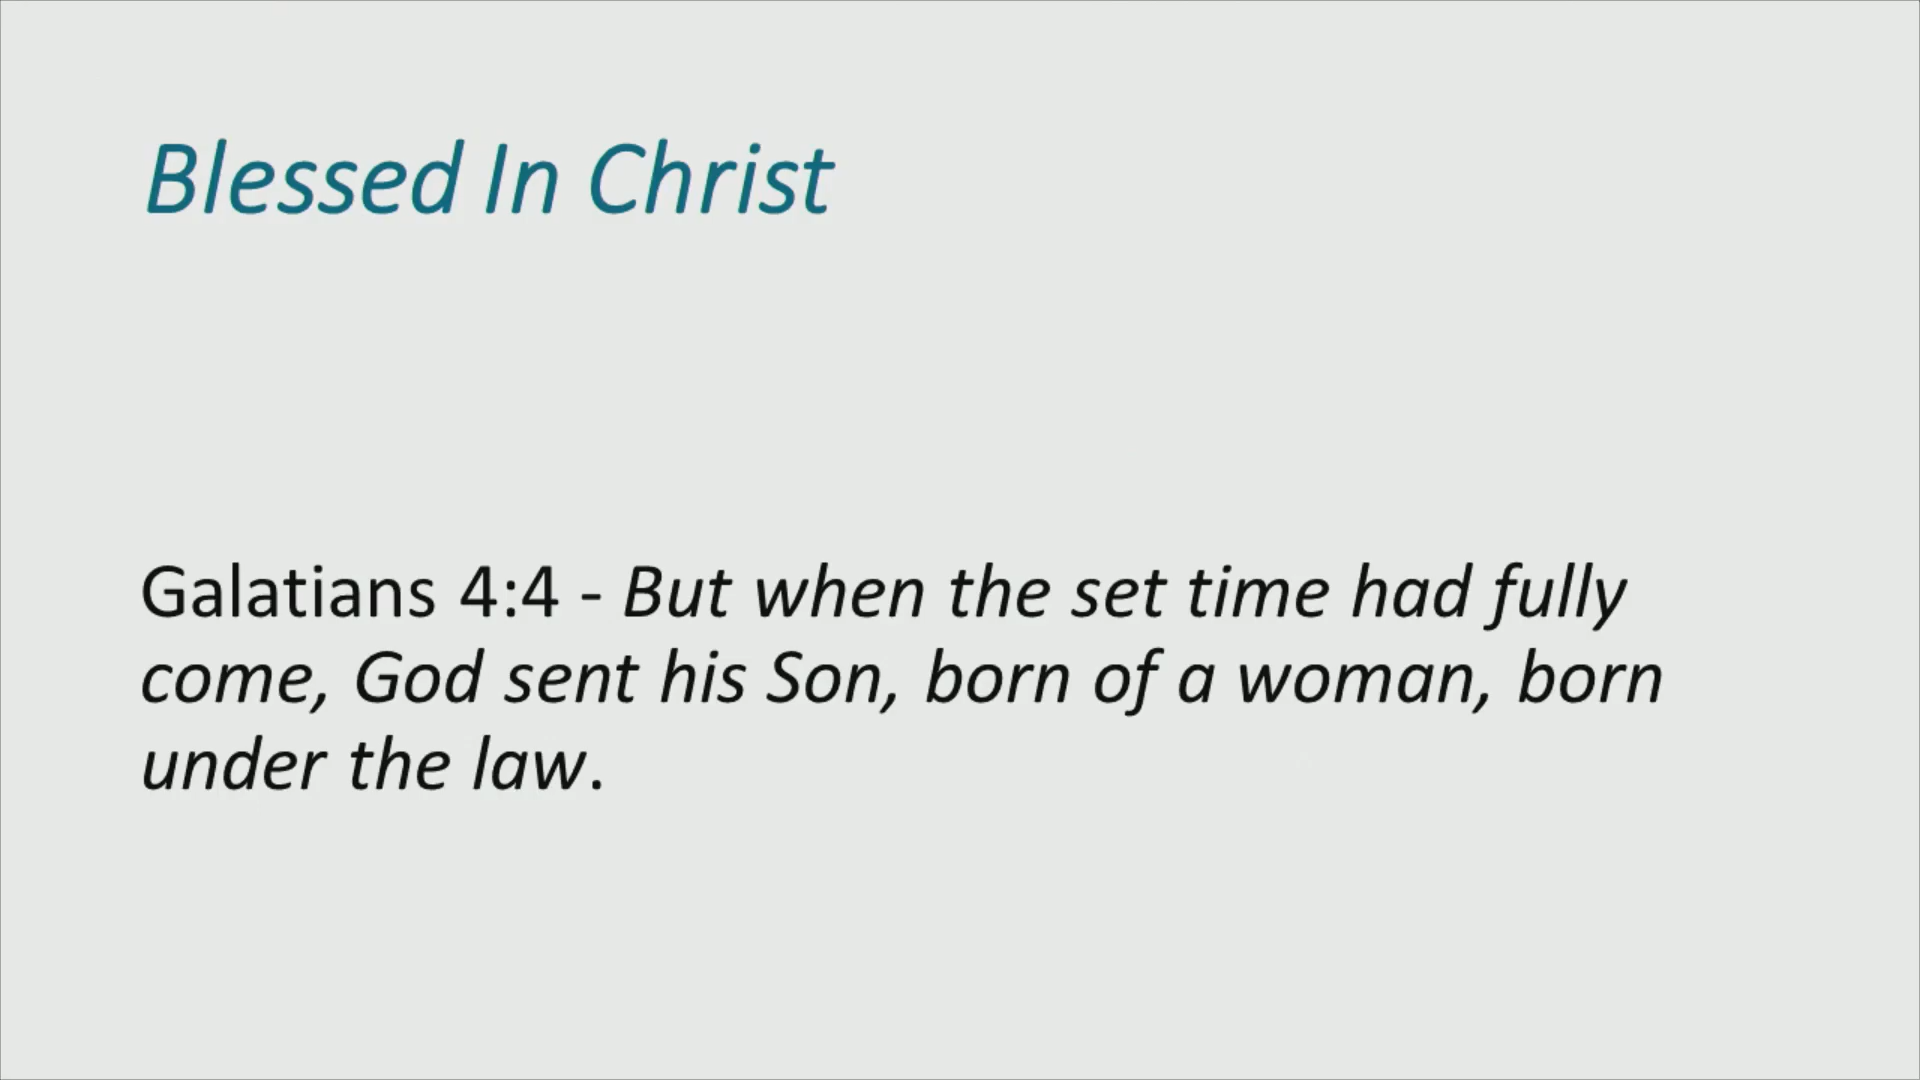 Blessed In Christ
Galatians 4:4 - But when the set time had fully
come, God sent his Son, born of a woman, born
under the law.